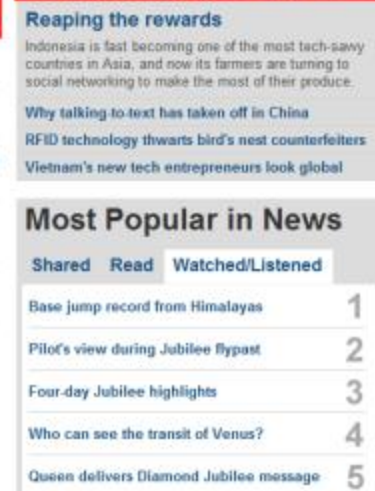 Reaping the rewards
Indonesia is fast becoming one of the most tech-savvy
countries in Asia, and now its farmers are turning to
social networking to make the most of their produce.
Why talking-to-text has taken off in China
RFID technology thwarts bird's nest counterfeiters
Vietnam's new tech entrepreneurs look global
Most Popular in News
Shared Read Watched/Listened
Base jump record from Himalayas 1
Pilot's view during Jubilee flypast 2
Four-day Jubilee highlights 3
Who can see the transit of Venus? 4
Queen delivers Diamond Jubilee message 5